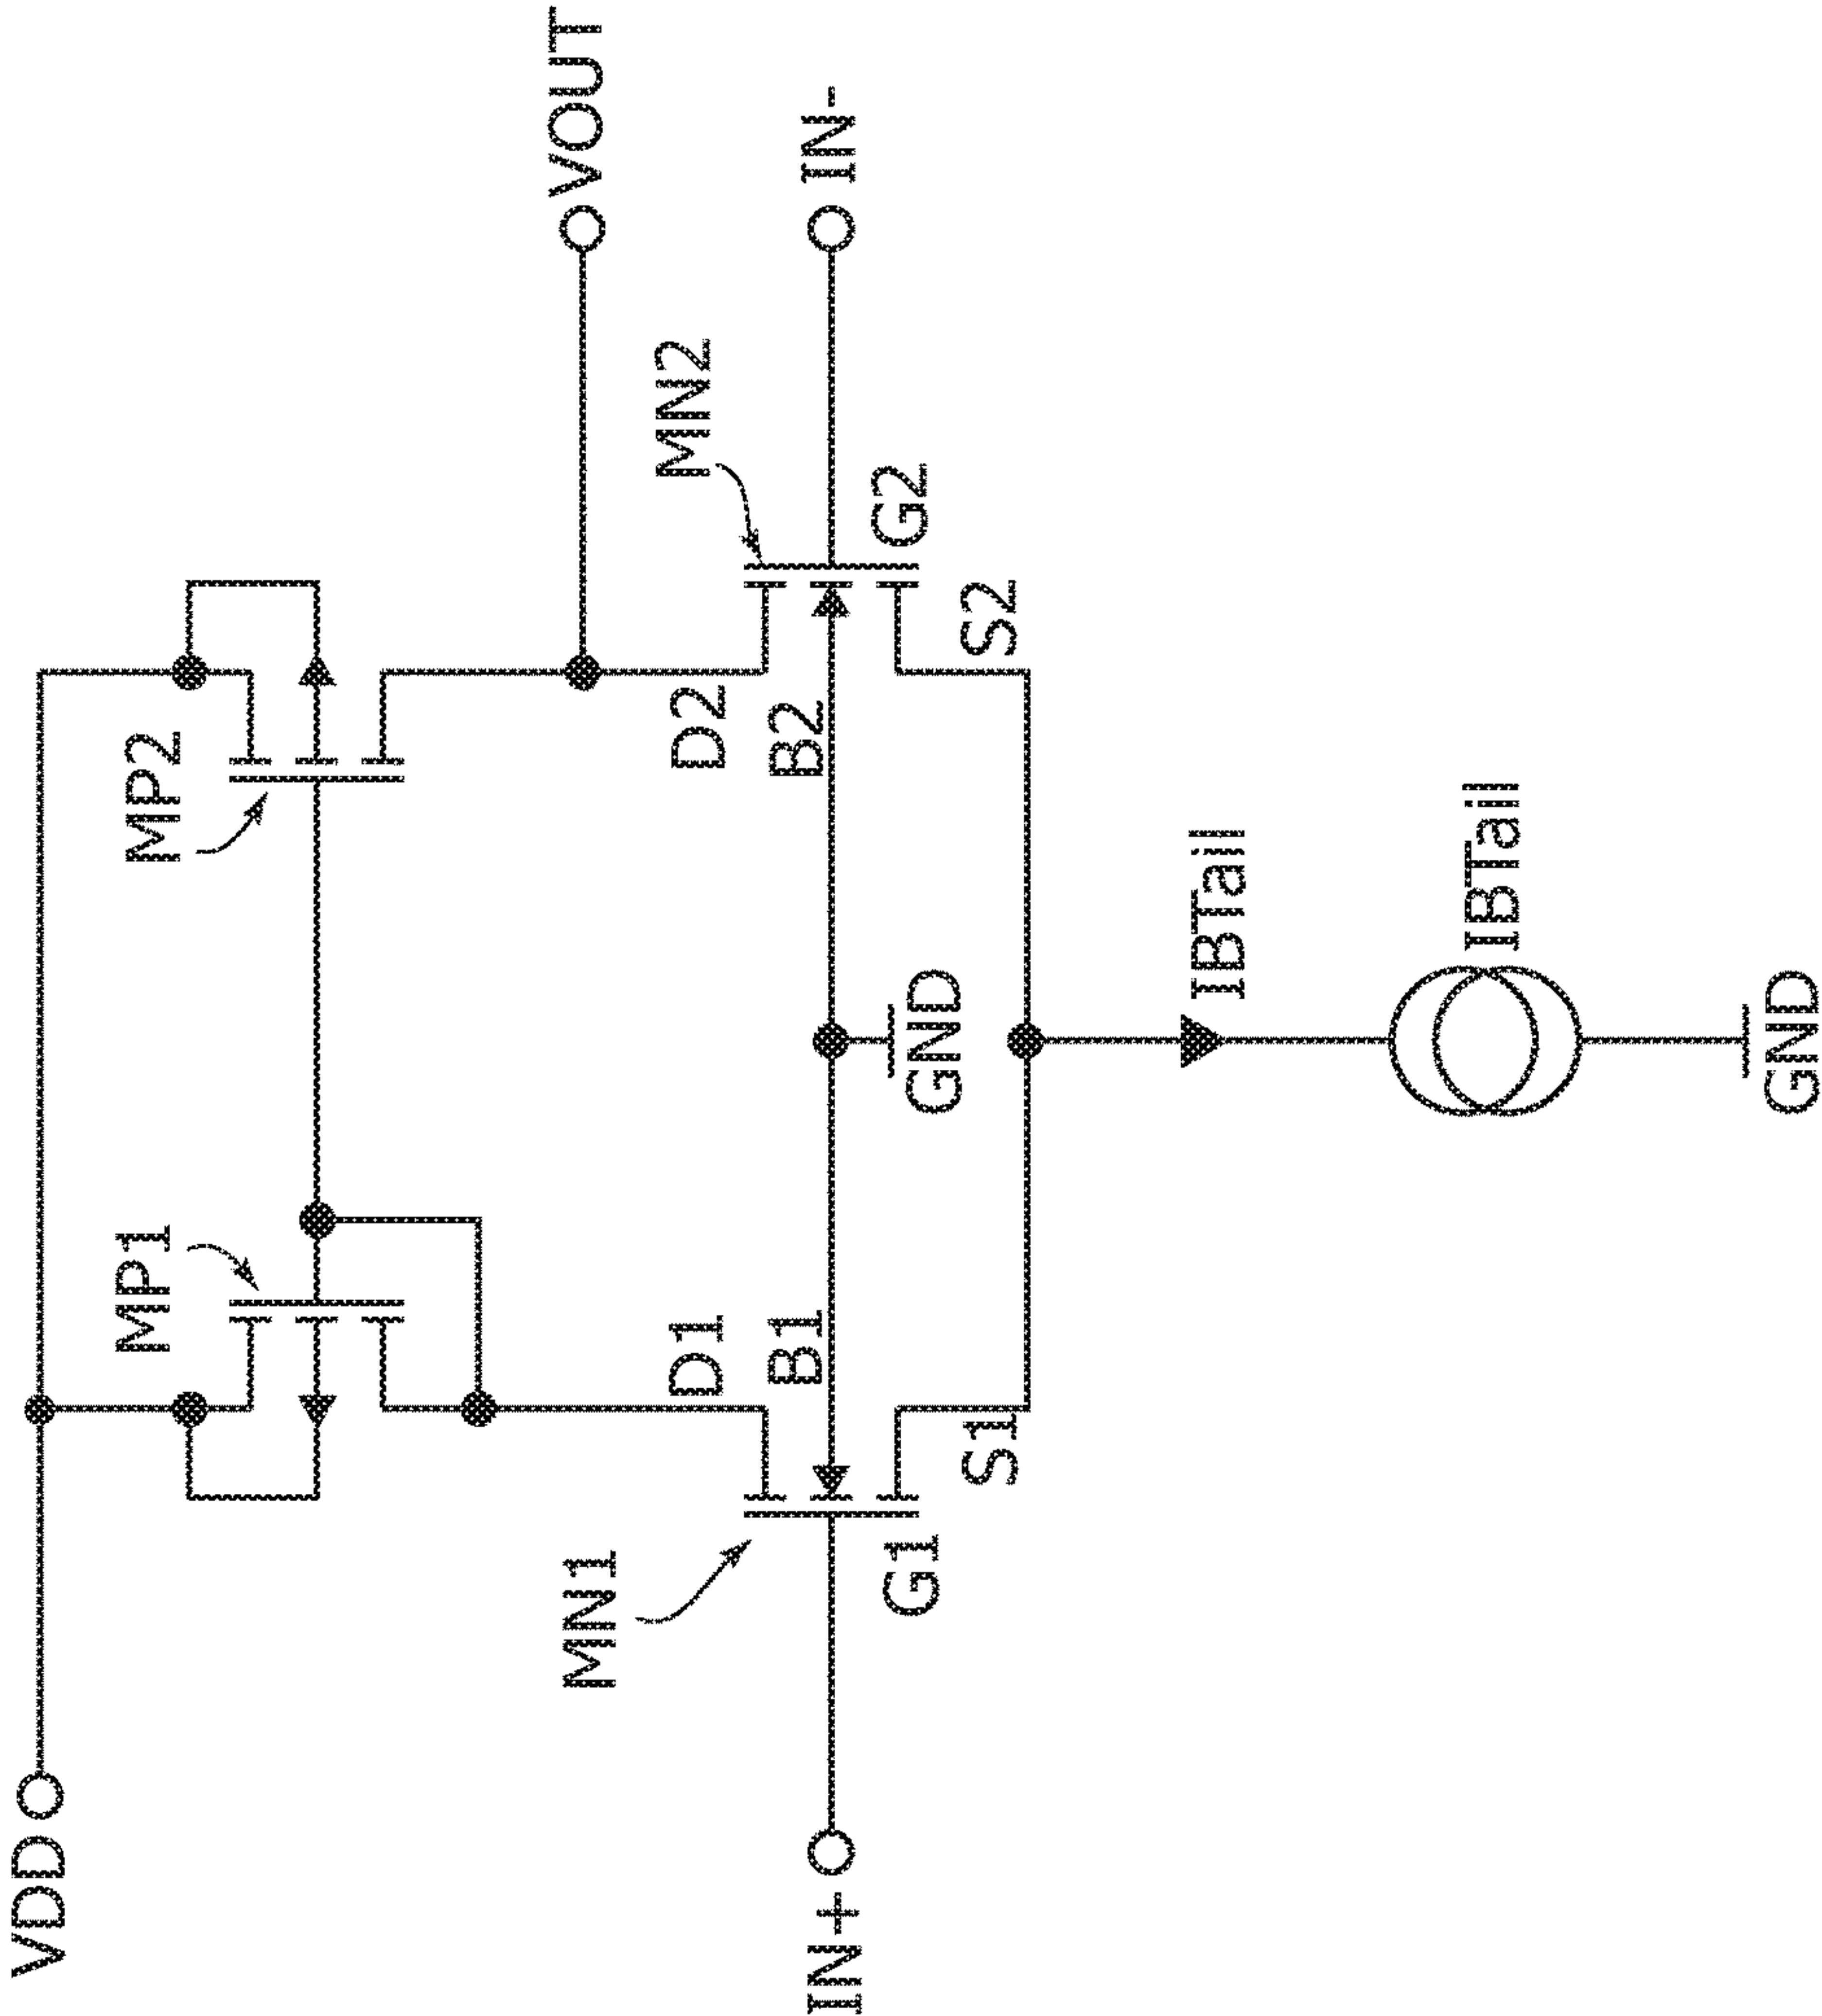 VDD
MP1
MP2
VOUT
MN1
D1
D2
MN2
IN+
B1
B2
IN-
G1
GND
G2
S1
S2
IBTail
IBTail
GND